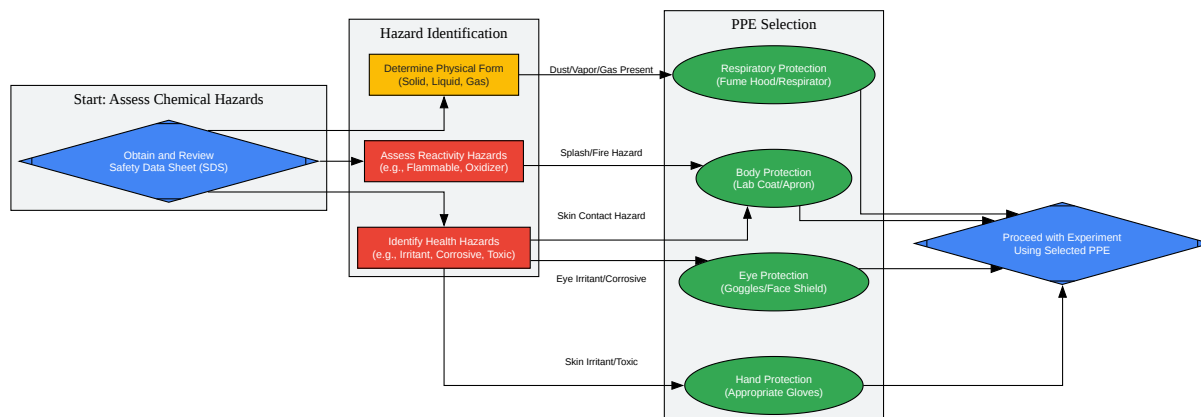 Start: Assess Chemical Hazards
Obtain and Review
Safety Data Sheet (SDS)
Hazard Identification
Determine Physical Form
(Solid, Liquid, Gas)
Assess Reactivity Hazards
(e.g., Flammable, Oxidizer)
Identify Health Hazards
(e.g., Irritant, Corrosive, Toxic)
Dust/Vapor/Gas Present
Splash/Fire Hazard
Skin Contact Hazard
Eye Irritant/Corrosive
Skin Irritant/Toxic
PPE Selection
Respiratory Protection
(Fume Hood/Respirator)
Body Protection
(Lab Coat/Apron)
Eye Protection
(Goggles/Face Shield)
Hand Protection
(Appropriate Gloves)
Proceed with Experiment
Using Selected PPE